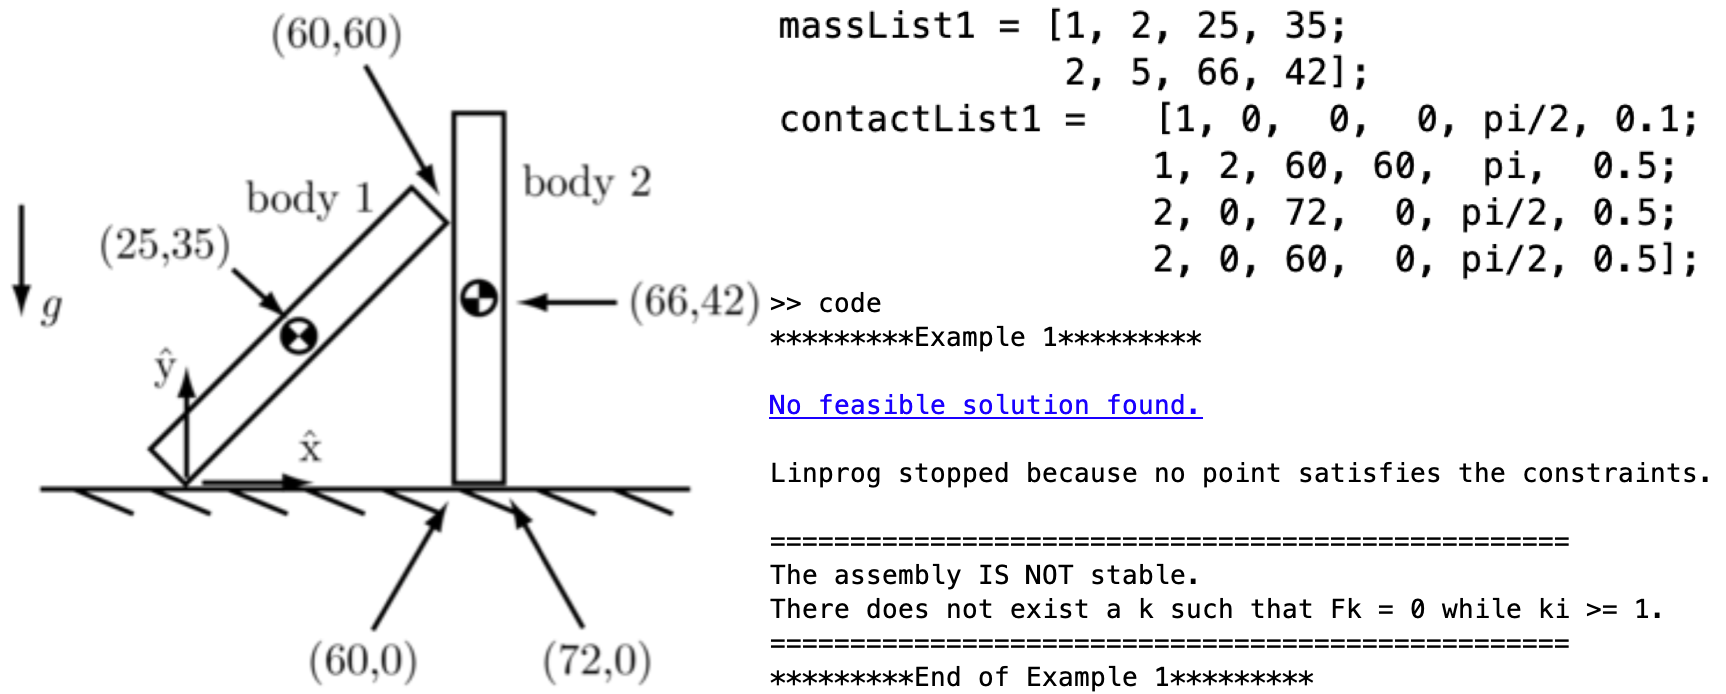 (60,60)
body 1
body 2
(25,35)
g
(66,42)
ŷ
x̂
(60,0)
(72,0)
massList1 = [1, 2, 25, 35;
2, 5, 66, 42];
contactList1 = [1, 0, 0, 0, pi/2, 0.1;
1, 2, 60, 60, pi, 0.5;
2, 0, 72, 0, pi/2, 0.5;
2, 0, 60, 0, pi/2, 0.5];
>> code
*********Example 1*********
No feasible solution found.
Linprog stopped because no point satisfies the constraints.
==================================================
The assembly IS NOT stable.
There does not exist a k such that Fk = 0 while ki >= 1.
==================================================
*********End of Example 1*********